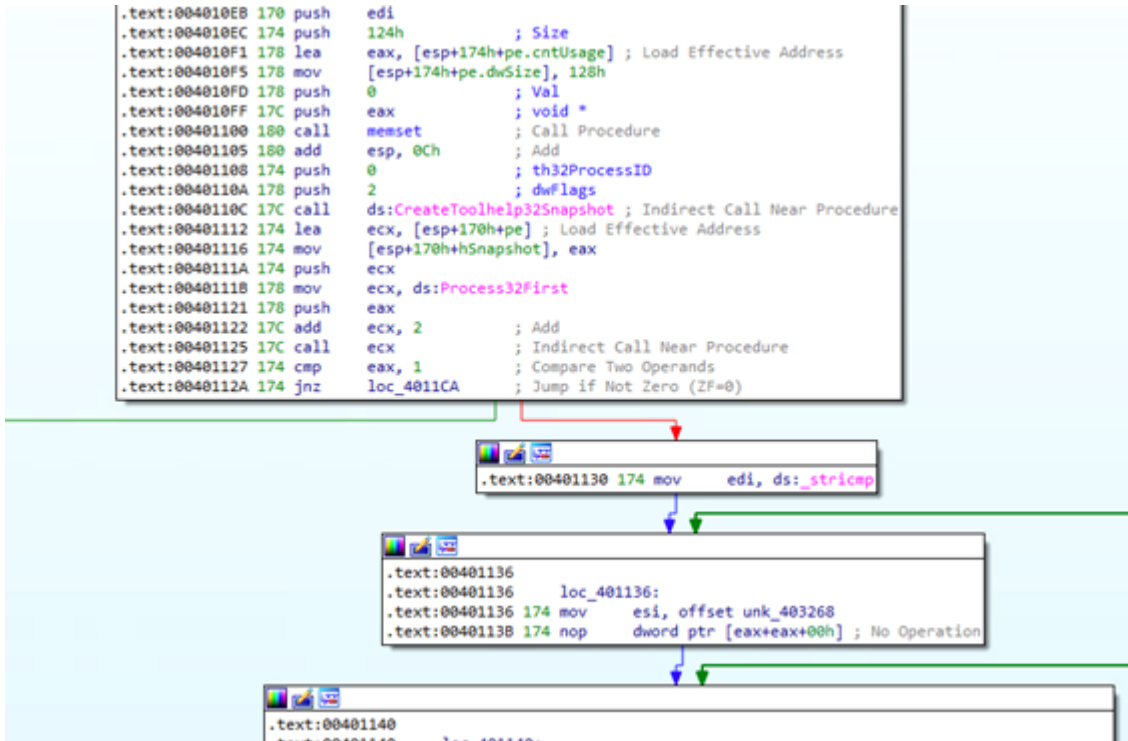 .text:004010EB 170 push edi
.text:004010EC 174 push 124h ; Size
.text:004010F1 178 lea eax, [esp+174h+pe.cntUsage] ; Load Effective Address
.text:004010F5 178 mov [esp+174h+pe.dwSize], 128h
.text:004010FD 178 push 0 ; Val
.text:004010FF 17C push eax ; void *
.text:00401100 180 call memset ; Call Procedure
.text:00401105 180 add esp, 0Ch ; Add
.text:00401108 174 push 0 ; th32ProcessID
.text:0040110A 178 push 2 ; dwFlags
.text:0040110C 17C call ds:CreateToolhelp32Snapshot ; Indirect Call Near Procedure
.text:00401112 174 lea ecx, [esp+170h+pe] ; Load Effective Address
.text:00401116 174 mov [esp+170h+hSnapshot], eax
.text:0040111A 174 push ecx
.text:0040111B 178 mov ecx, ds:Process32First
.text:00401121 178 push eax
.text:00401122 17C add ecx, 2 ; Add
.text:00401125 17C call ecx ; Indirect Call Near Procedure
.text:00401127 174 cmp eax, 1 ; Compare Two Operands
.text:0040112A 174 jnz loc_4011CA ; Jump if Not Zero (ZF=0)
.text:00401130 174 mov edi, ds:_stricmp
.text:00401136
.text:00401136 loc_401136:
.text:00401136 174 mov esi, offset unk_403268
.text:0040113B 174 nop dword ptr [eax+eax+00h] ; No Operation
.text:00401140